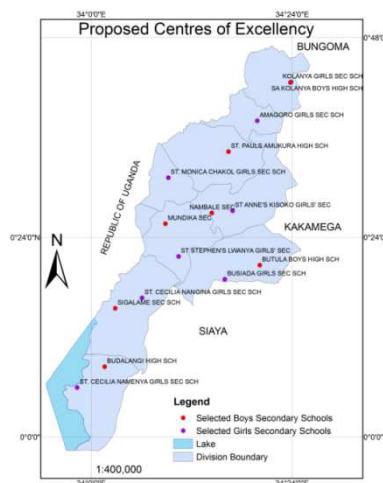 34°0'0"E
34°24'0"E
Proposed Centres of Excellency
0°48'0"N
BUNGOMA
KOLANYA GIRLS SEC SCH
SA KOLANYA BOYS HIGH SCH
AMAGORO GIRLS SEC SCH
ST. PAULS AMUKURA HIGH SCH
ST. MONICA CHAKOL GIRLS SEC SCH
REPUBLIC OF UGANDA
NAMBALE SEC
ST ANNE'S KISOKO GIRLS' SEC
MUNDIKA SEC
KAKAMEGA
0°24'0"N
N
ST STEPHEN'S LWANYA GIRLS' SEC
BUTULA BOYS HIGH SCH
BUSIADA GIRLS SEC SCH
ST. CECILIA NANGINA GIRLS SEC SCH
SIGALAME SEC SCH
SIAYA
BUDALANGI HIGH SCH
ST. CECILIA NAMENYA GIRLS SEC SCH
Legend
Selected Boys Secondary Schools
Selected Girls Secondary Schools
Lake
Division Boundary
0°0'0"
1:400,000
34°24'0"E